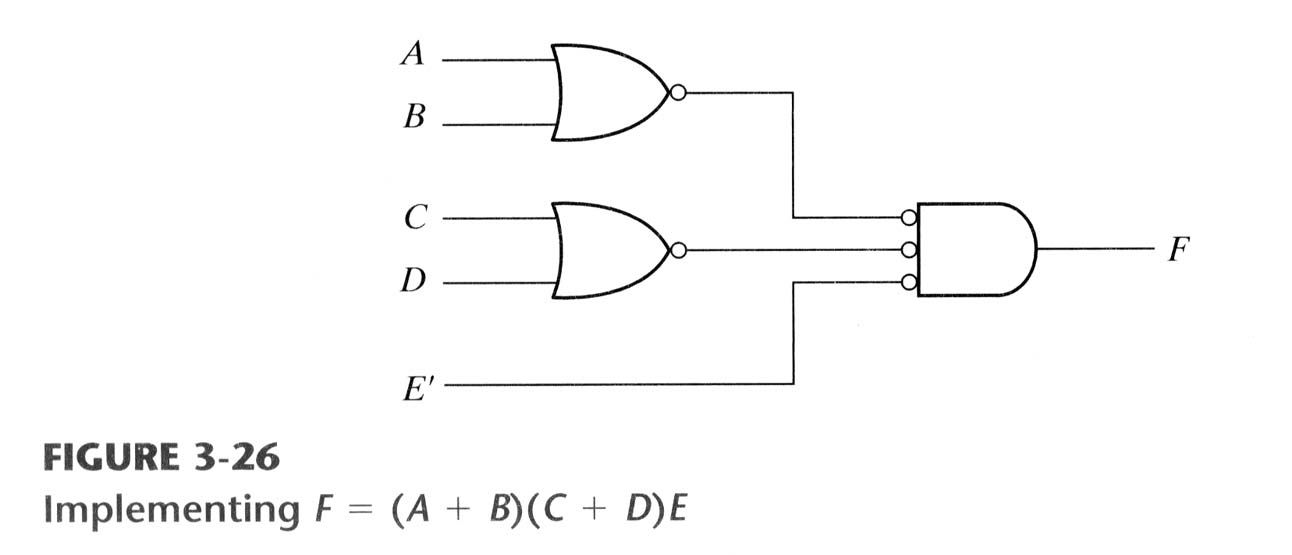 A
B
C
D
E'
F
FIGURE 3-26
Implementing F = (A + B)(C + D)E